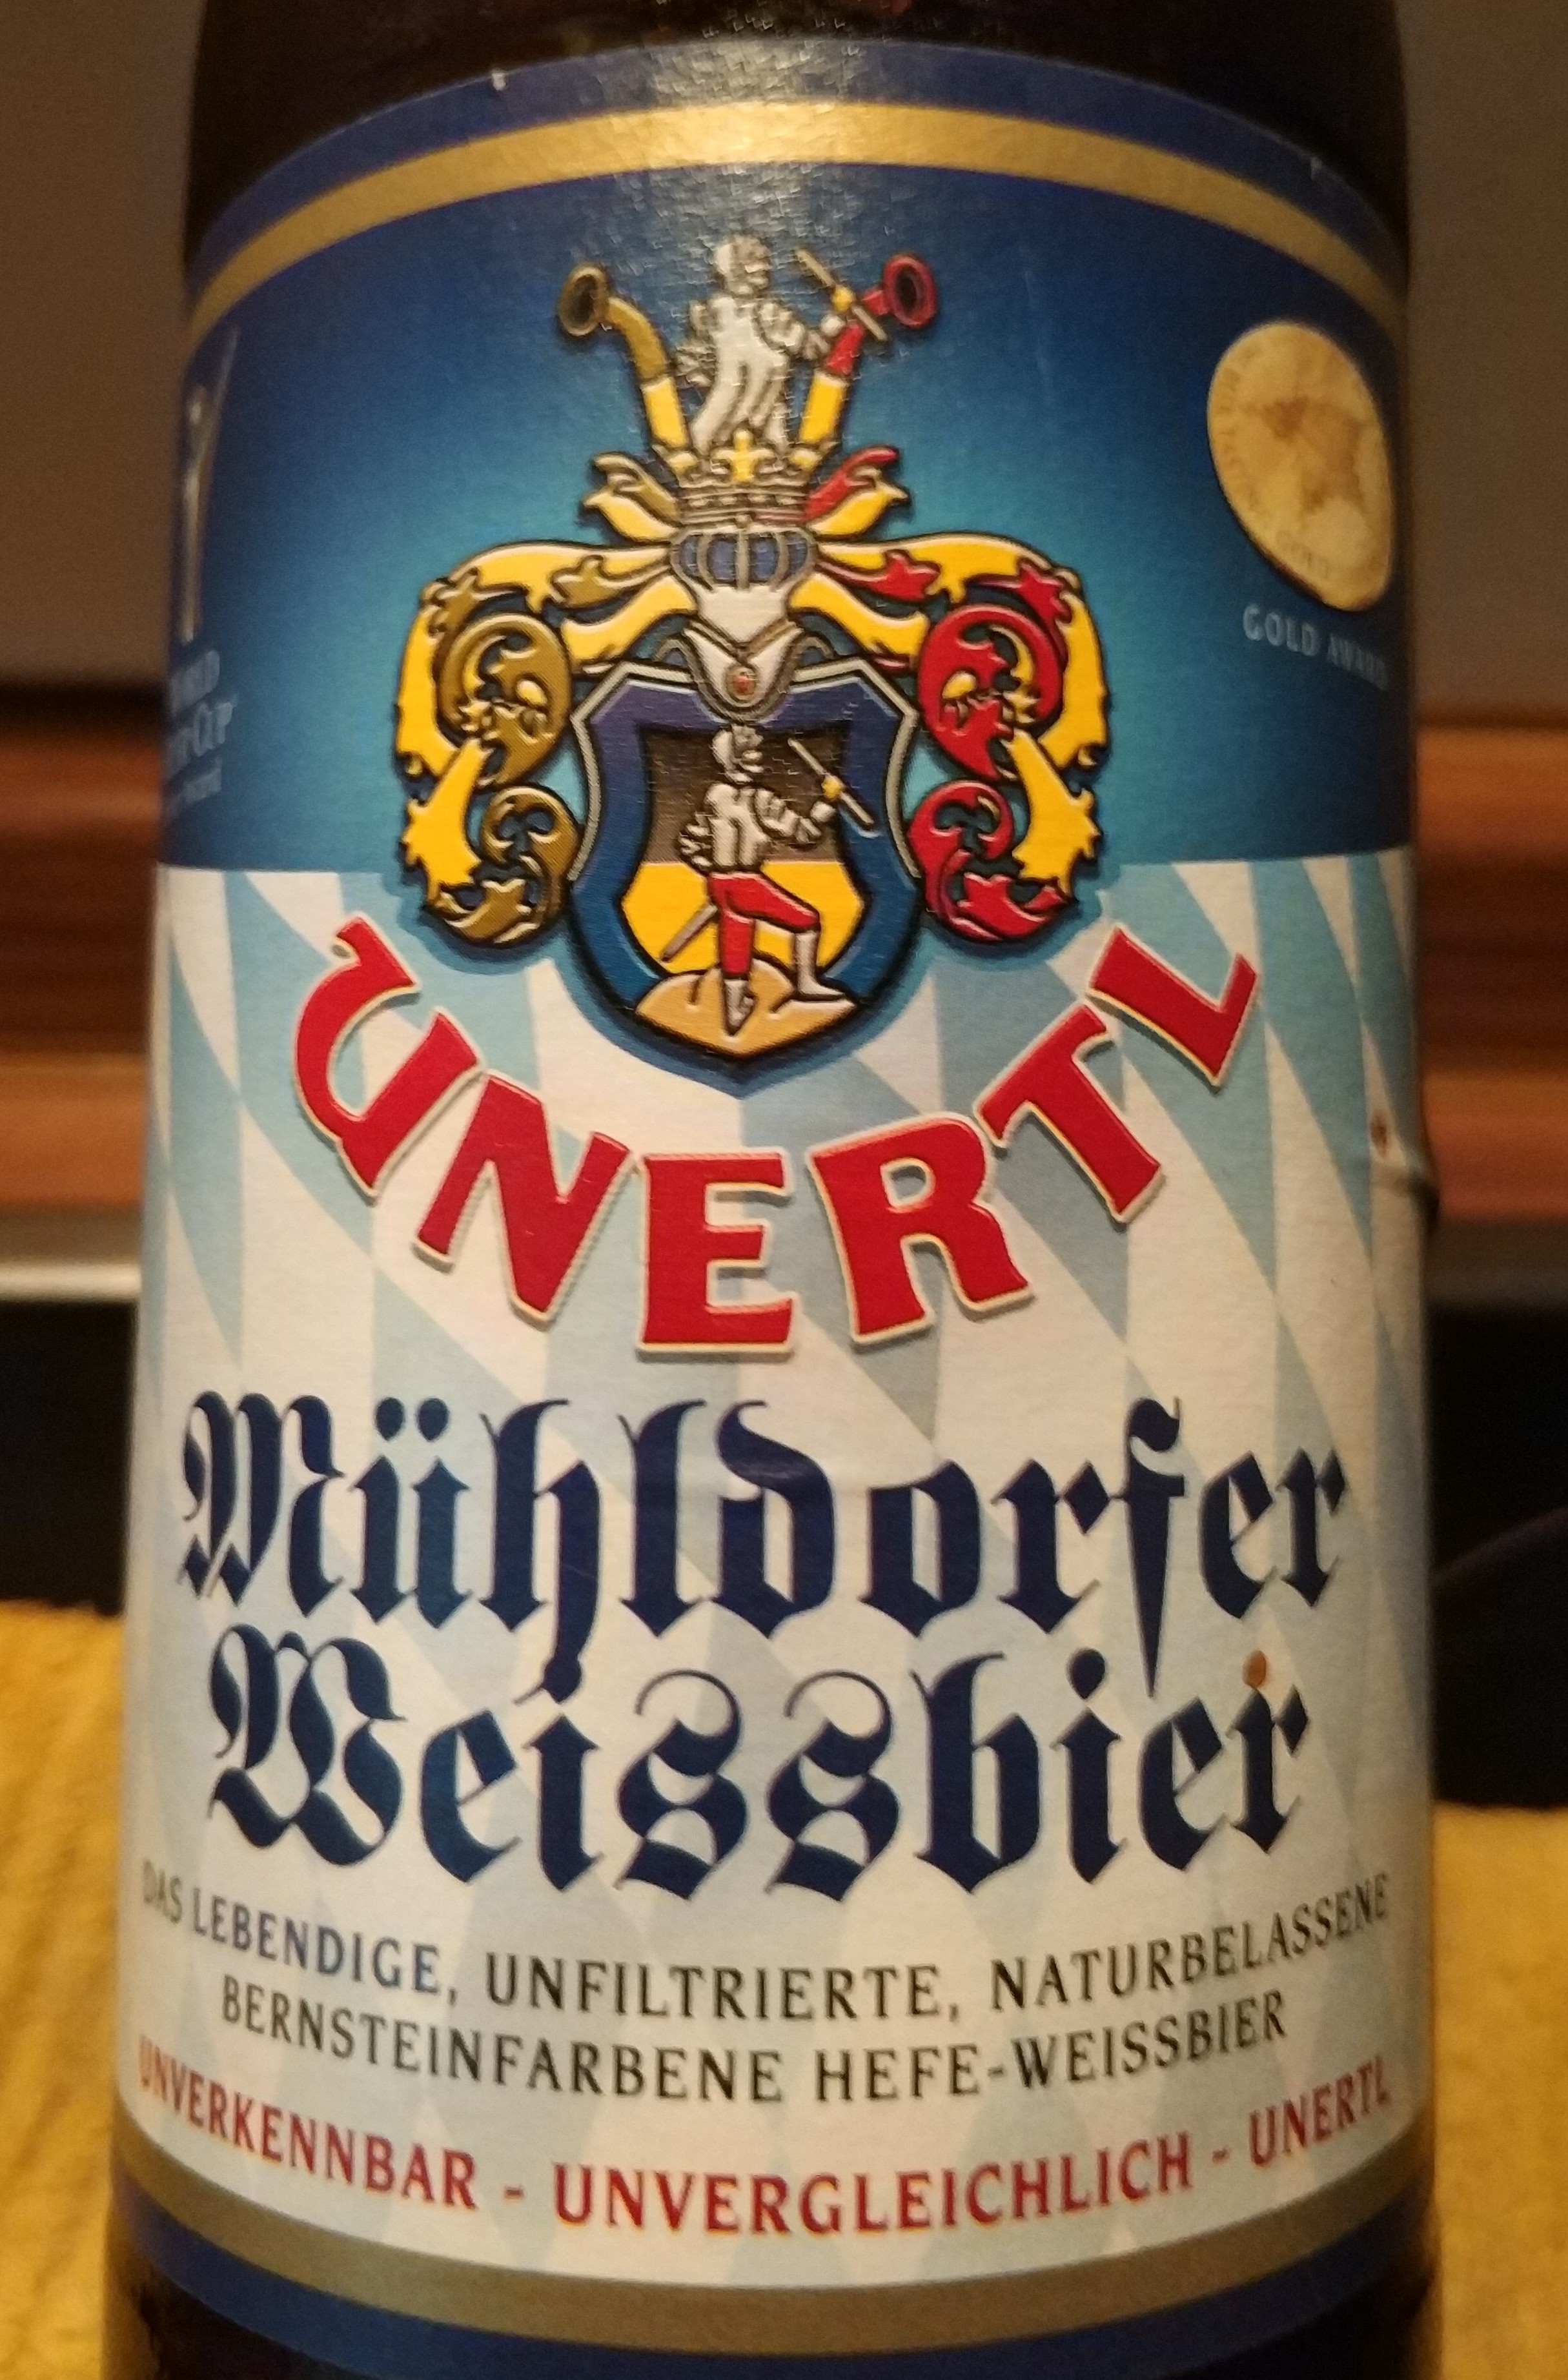 GOLD AWARD
UNERTL
Mühldorfer
Weissbier
DAS LEBENDIGE, UNFILTRIERTE, NATURBELASSENE
BERNSTEINFARBENE HEFE-WEISSBIER
UNVERKENNBAR - UNVERGLEICHLICH - UNERTL